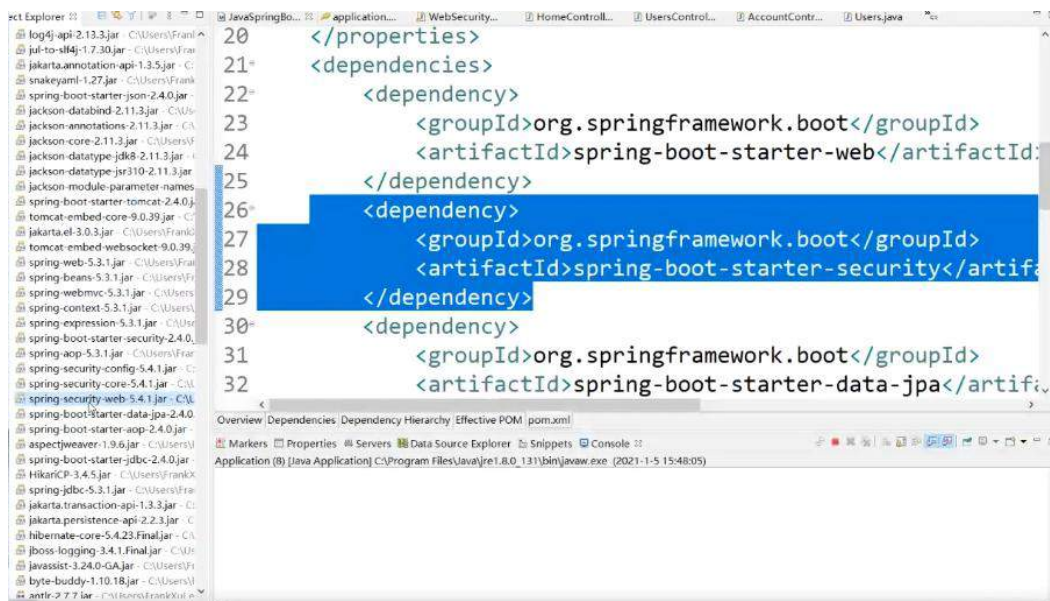 ect Explorer
log4j-api-2.13.3.jar - C:\Users\Frank
jul-to-slf4j-1.7.30.jar - C:\Users\Fran
jakarta.annotation-api-1.3.5.jar - C:
snakeyaml-1.27.jar - C:\Users\Frank
spring-boot-starter-json-2.4.0.jar -
jackson-databind-2.11.3.jar - C:\Us
jackson-annotations-2.11.3.jar - C:\
jackson-core-2.11.3.jar - C:\Users\F
jackson-datatype-jdk8-2.11.3.jar -
jackson-datatype-jsr310-2.11.3.jar
jackson-module-parameter-names
spring-boot-starter-tomcat-2.4.0.j
tomcat-embed-core-9.0.39.jar - C:
jakarta.el-3.0.3.jar - C:\Users\Frank
tomcat-embed-websocket-9.0.39.
spring-web-5.3.1.jar - C:\Users\Fran
spring-beans-5.3.1.jar - C:\Users\Fr
spring-webmvc-5.3.1.jar - C:\Users
spring-context-5.3.1.jar - C:\Users\
spring-expression-5.3.1.jar - C:\Use
spring-boot-starter-security-2.4.0.
spring-aop-5.3.1.jar - C:\Users\Fran
spring-security-config-5.4.1.jar - C:
spring-security-core-5.4.1.jar - C:\U
spring-security-web-5.4.1.jar - C:\U
spring-boot-starter-data-jpa-2.4.0
spring-boot-starter-aop-2.4.0.jar -
aspectjweaver-1.9.6.jar - C:\Users\
spring-boot-starter-jdbc-2.4.0.jar -
HikariCP-3.4.5.jar - C:\Users\FrankX
spring-jdbc-5.3.1.jar - C:\Users\Fra
jakarta.transaction-api-1.3.3.jar - C:
jakarta.persistence-api-2.2.3.jar - C
hibernate-core-5.4.23.Final.jar - C:\
jboss-logging-3.4.1.Final.jar - C:\Us
javassist-3.24.0-GA.jar - C:\Users\Fr
byte-buddy-1.10.18.jar - C:\Users\F
antlr-2.7.7.jar - C:\Users\FrankXu
JavaSpringBo... application.... WebSecurity... HomeControll... UsersControl... AccountContr... Users.java
20 </properties>
21 <dependencies>
22 <dependency>
23 <groupId>org.springframework.boot</groupId>
24 <artifactId>spring-boot-starter-web</artifactId>
25 </dependency>
26 <dependency>
27 <groupId>org.springframework.boot</groupId>
28 <artifactId>spring-boot-starter-security</artifa
29 </dependency>
30 <dependency>
31 <groupId>org.springframework.boot</groupId>
32 <artifactId>spring-boot-starter-data-jpa</artif
Overview Dependencies Dependency Hierarchy Effective POM pom.xml
Markers Properties Servers Data Source Explorer Snippets Console
Application (8) [Java Application] C:\Program Files\Java\jre1.8.0_131\bin\javaw.exe (2021-1-5 15:48:05)